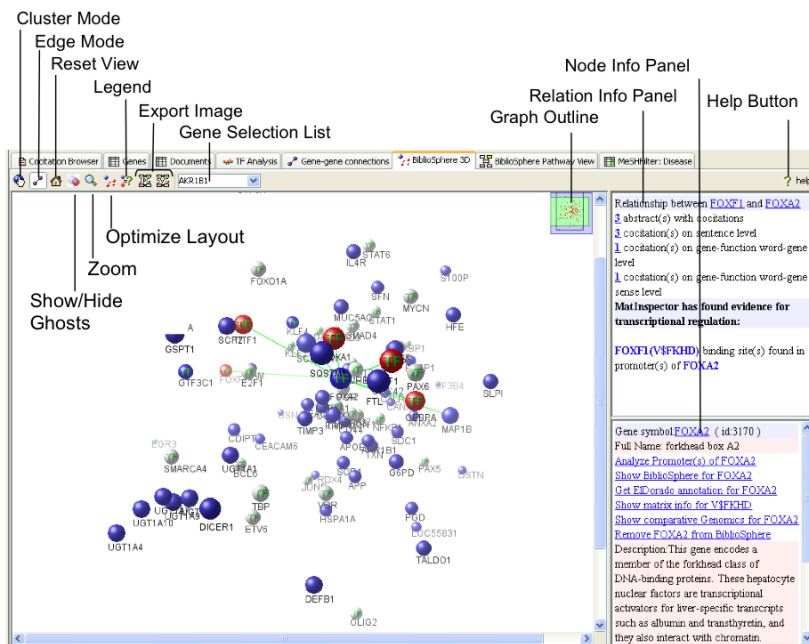 Cluster Mode
Edge Mode
Reset View
Legend
Export Image
Gene Selection List
Node Info Panel
Relation Info Panel
Graph Outline
Help Button
Cocitation Browser
Genes
Documents
TF Analysis
Gene-gene connections
BiblioSphere 3D
BiblioSphere Pathway View
MeSHFilter: Disease
AKR1B1
? help
Optimize Layout
Zoom
Show/Hide
Ghosts
STAT6
IL4R
FOXO1A
S100P
SFN
MYCN
MUC5AC
STAT1
HFE
SMAD4
GSPT1
GTF3C1
E2F1
PAX6
SLPI
FTL
MAP1B
TIMP3
SDC1
EGR3
CDIPT
CEACAM6
SMARCA4
UGT1A1
BCL6
TXN
G6PD
PAX5
DSTN
APP
TBP
VDR
ETV6
HSPA1A
PGD
LOC55831
UGT1A10
UGT1A4
DICER1
TALDO1
DEFB1
OLIG2
Relationship between FOXF1 and FOXA2
3 abstract(s) with cocitations
3 cocitation(s) on sentence level
1 cocitation(s) on gene-function word-gene
level
1 cocitation(s) on gene-function word-gene
sense level
MatInspector has found evidence for
transcriptional regulation:
FOXF1(V$FKHD) binding site(s) found in
promoter(s) of FOXA2
Gene symbol:FOXA2 ( id:3170 )
Full Name: forkhead box A2
Analyze Promoter(s) of FOXA2
Show BiblioSphere for FOXA2
Get ElDorado annotation for FOXA2
Show matrix info for V$FKHD
Show comparative Genomics for FOXA2
Remove FOXA2 from BiblioSphere
Description:This gene encodes a
member of the forkhead class of
DNA-binding proteins. These hepatocyte
nuclear factors are transcriptional
activators for liver-specific transcripts
such as albumin and transthyretin, and
they also interact with chromatin.